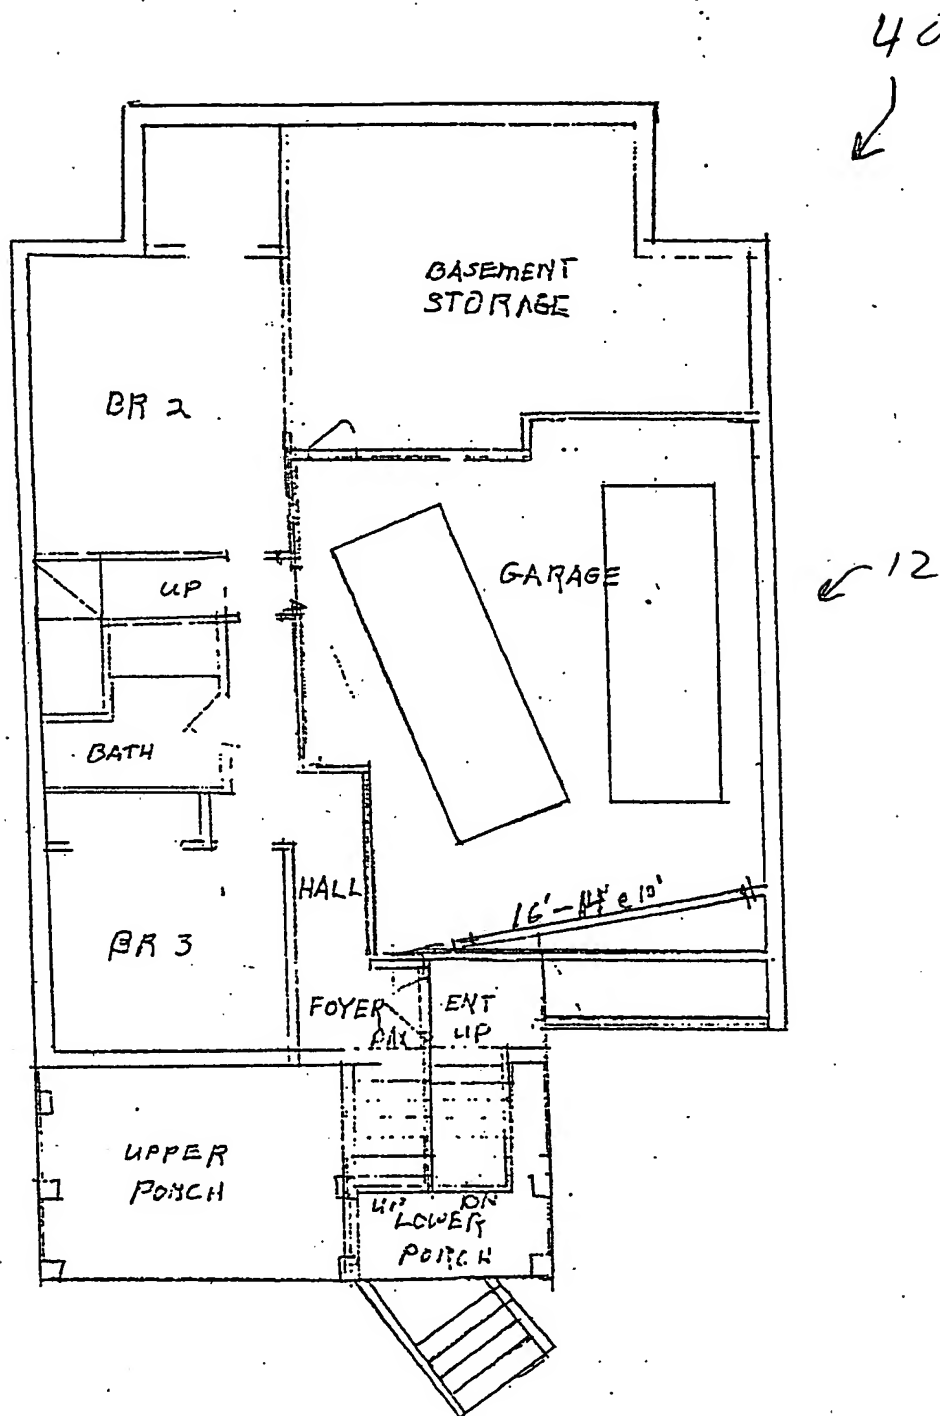 40
BASEMENT
STORAGE
BR 2
GARAGE
12
UP
BATH
HALL
BR 3
FOYER
ENT
UP
UPPER
PORCH
UP
DN
LOWER
PORCH